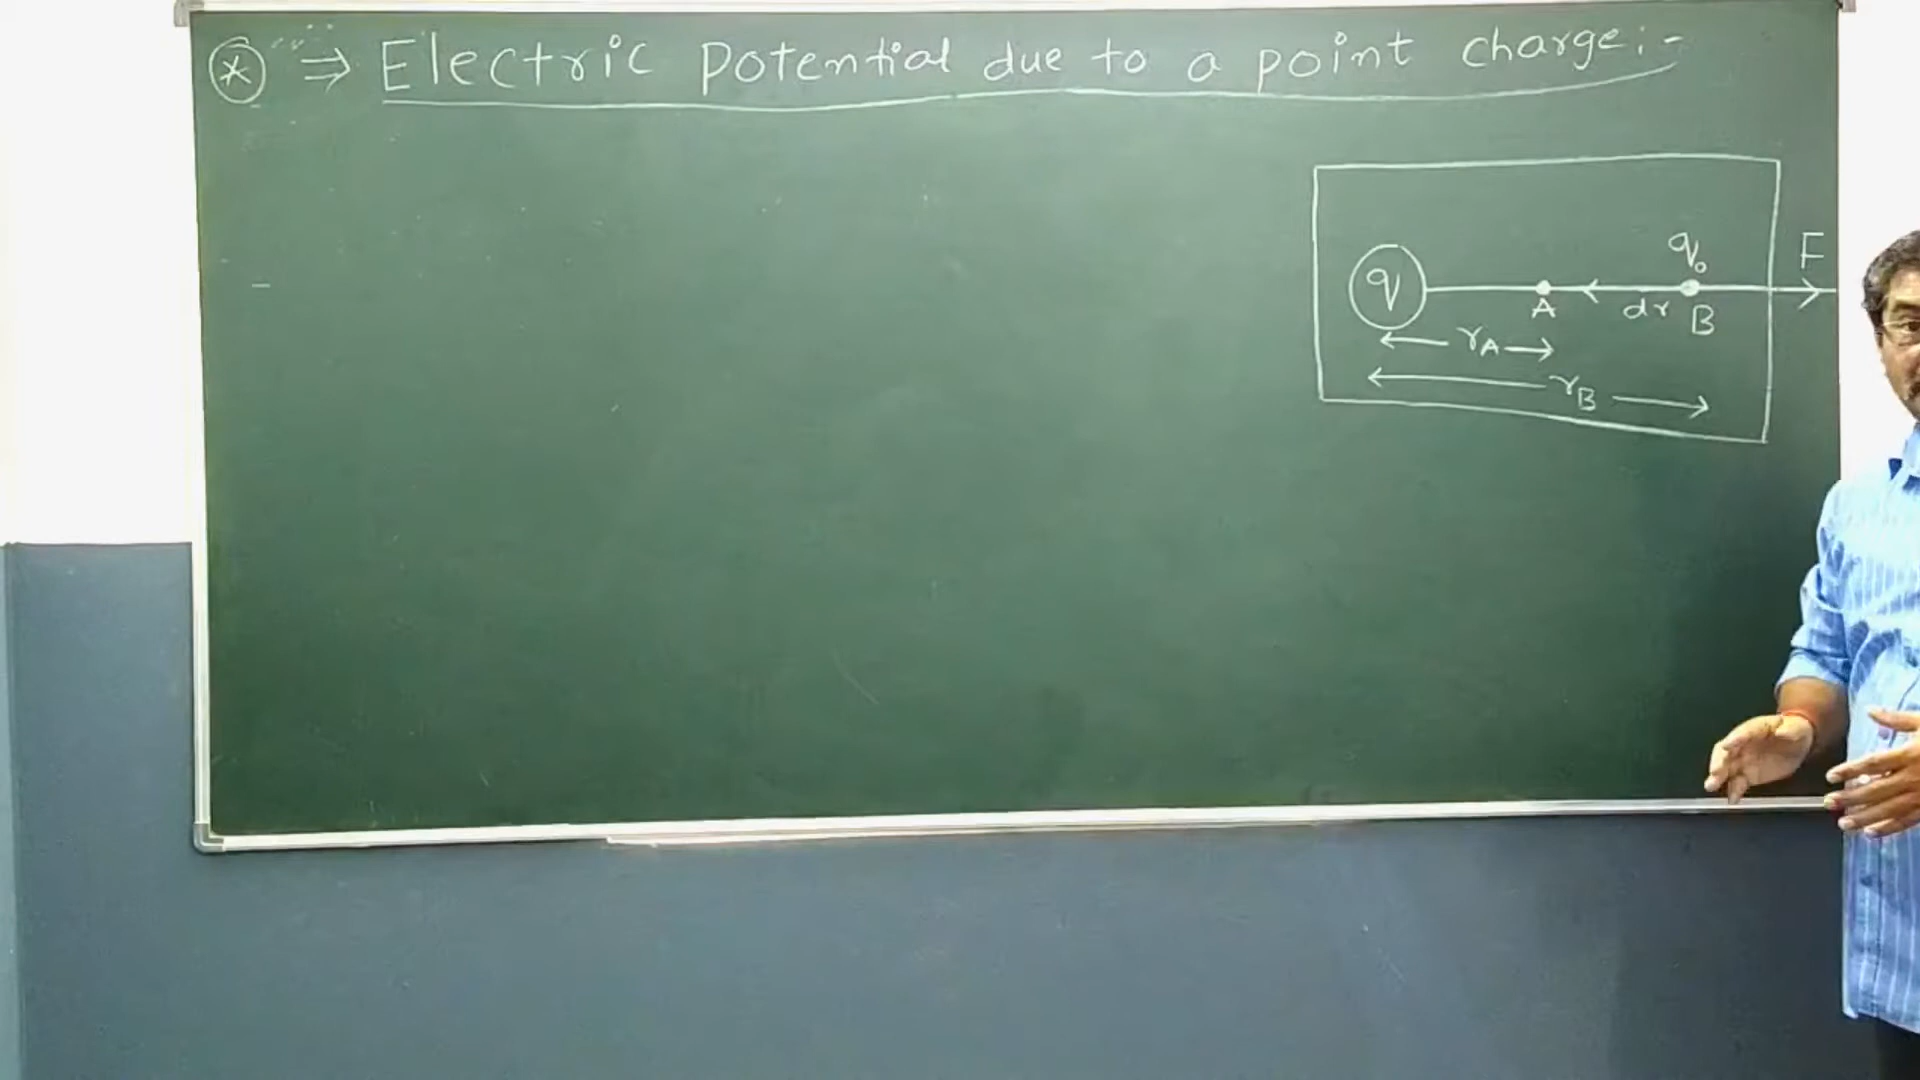 * ⇒ Electric Potential due to a point charge:-
q₀
F
q
A
dr
B
r_A
r_B